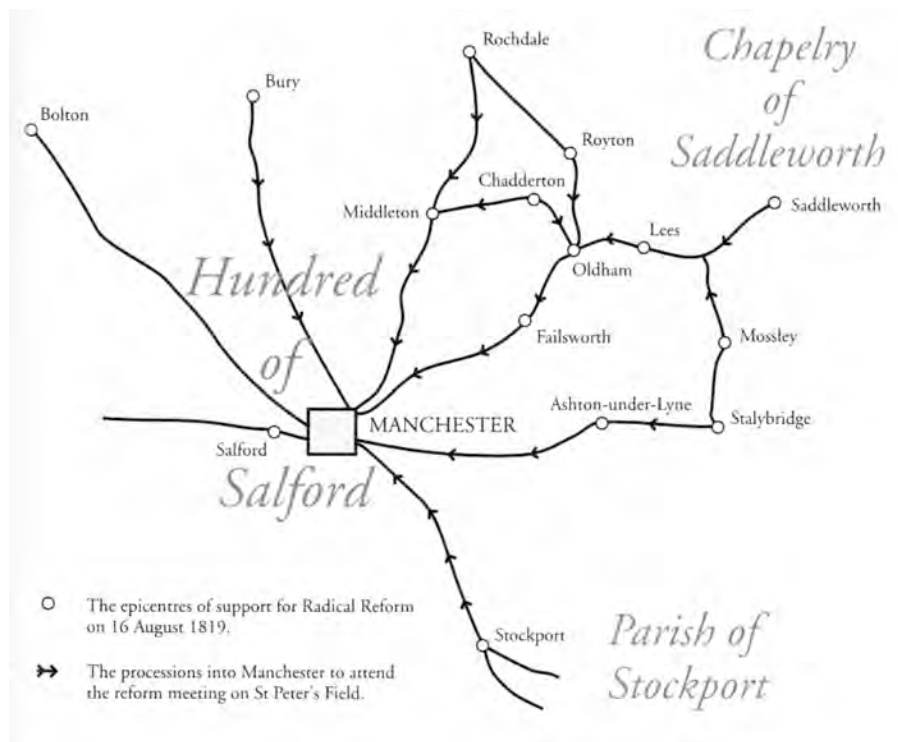 Rochdale
Chapelry
of
Saddleworth
Bury
Bolton
Royton
Chadderton
Middleton
Saddleworth
Lees
Oldham
Hundred
of
Salford
Failsworth
Mossley
Ashton-under-Lyne
Stalybridge
MANCHESTER
Salford
Stockport
Parish of
Stockport
The epicentres of support for Radical Reform
on 16 August 1819.
The processions into Manchester to attend
the reform meeting on St Peter's Field.